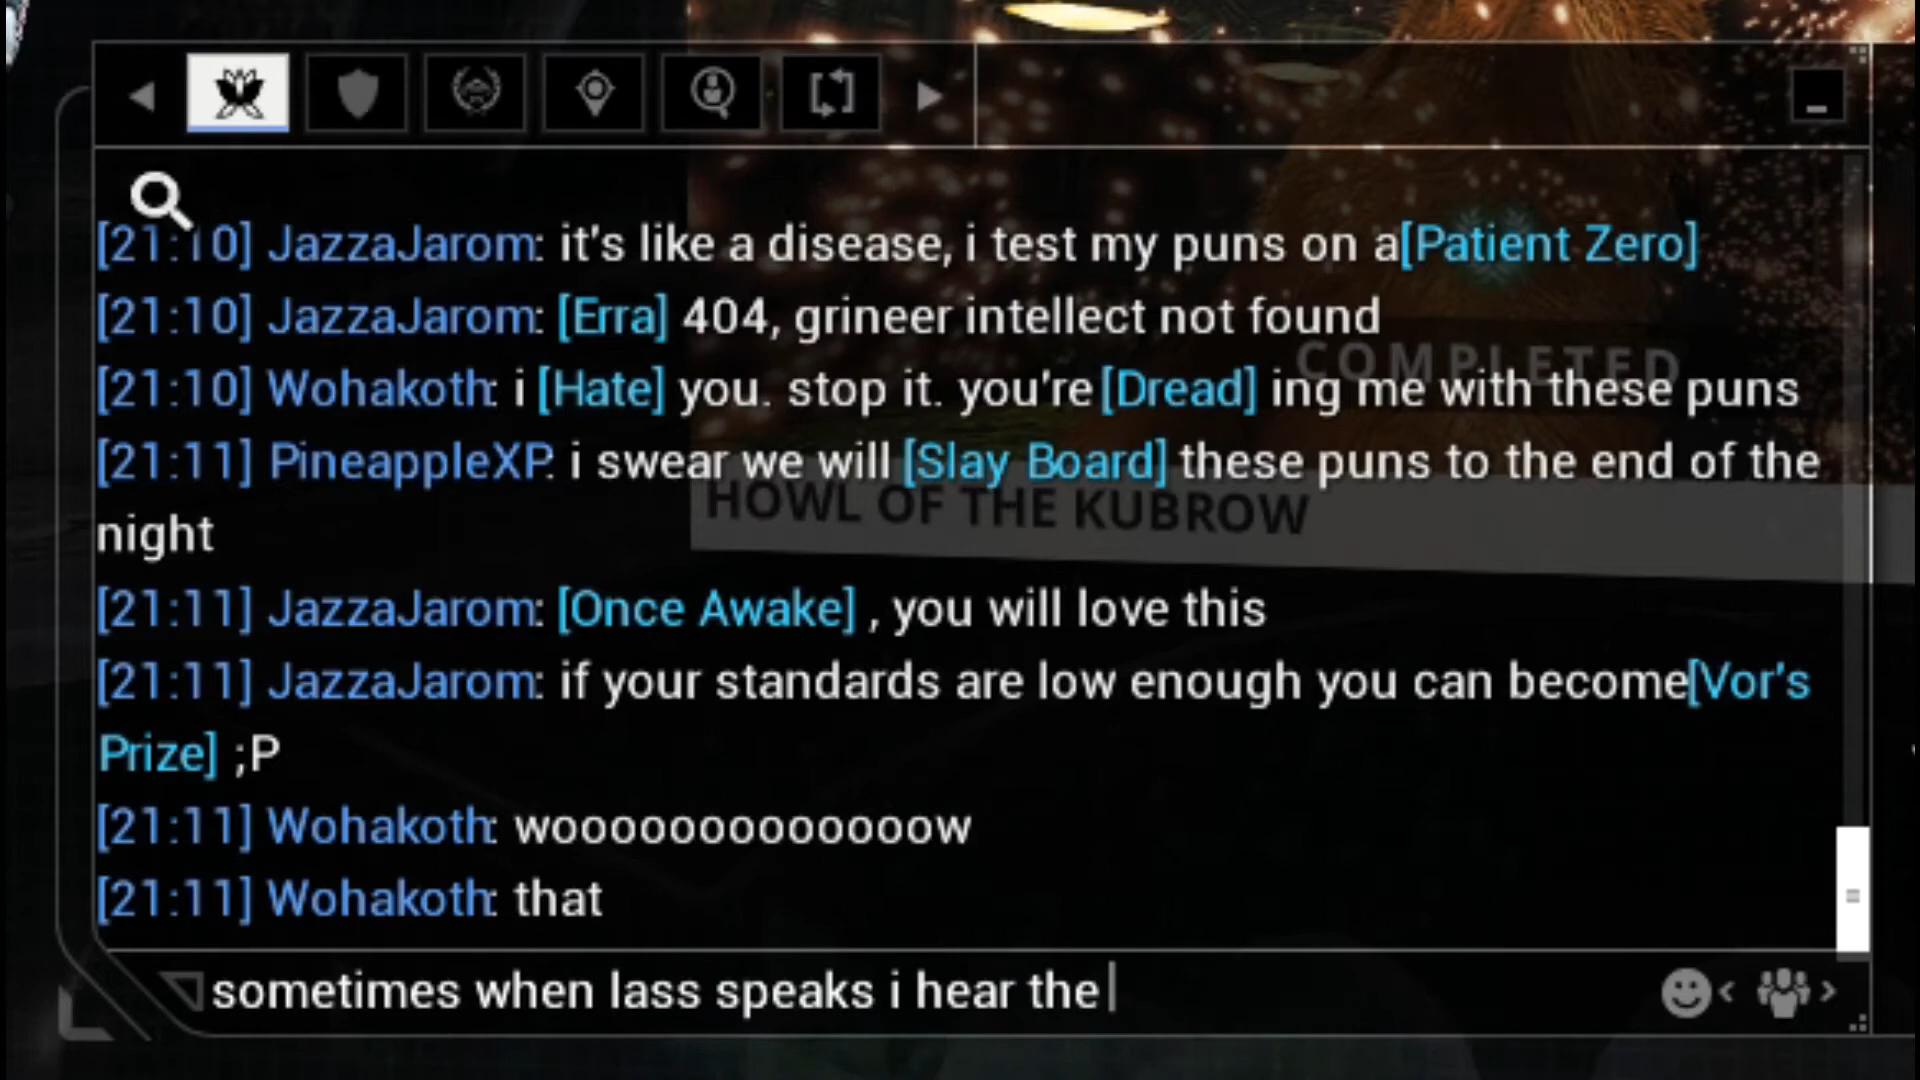 [21:10] JazzaJarom: it's like a disease, i test my puns on a[Patient Zero]
[21:10] JazzaJarom: [Erra] 404, grineer intellect not found
COMPLETED
[21:10] Wohakoth: i [Hate] you. stop it. you're[Dread] ing me with these puns
[21:11] PineappleXP: i swear we will [Slay Board] these puns to the end of the
HOWL OF THE KUBROW
night
[21:11] JazzaJarom: [Once Awake] , you will love this
[21:11] JazzaJarom: if your standards are low enough you can become[Vor's
Prize] ;P
[21:11] Wohakoth: wooooooooooooow
[21:11] Wohakoth: that
sometimes when lass speaks i hear the